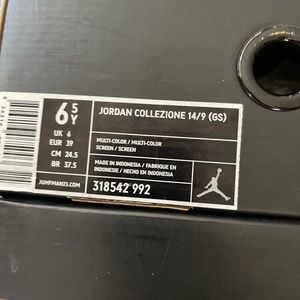 6 5
Y
JORDAN COLLEZIONE 14/9 (GS)
UK 6
EUR 39
CM 24.5
BR 37.5
MULTI-COLOR / MULTI-COLOR
SCREEN / SCREEN
MADE IN INDONESIA / FABRIQUE EN
INDONESIE / HECHO EN INDONESIA
JUMPMAN23.COM
318542 992